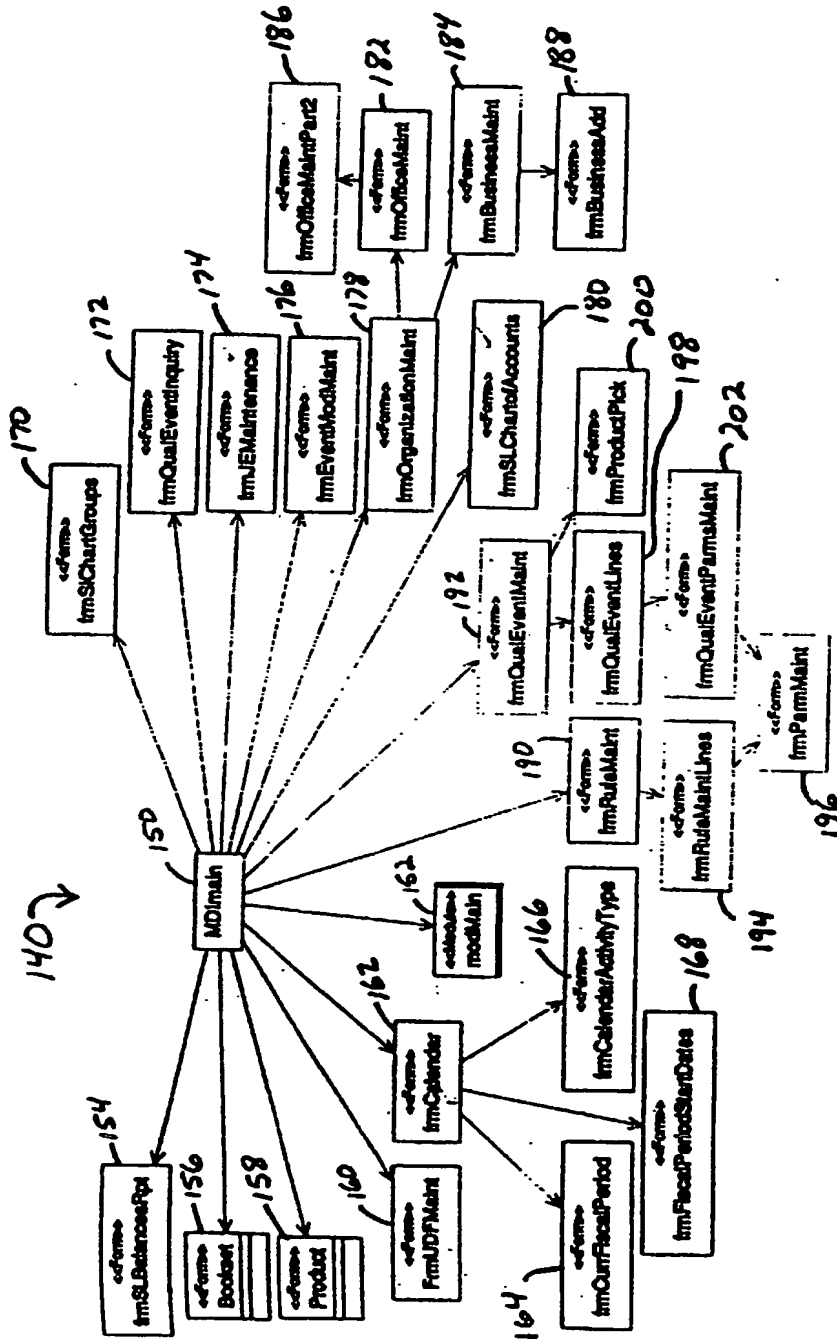 140
150
MDImain
154
<<Form>>
frmSLBalancesRpt
156
<<Form>>
Bookset
158
<<Form>>
Product
160
<<Form>>
FrmUDFMaint
162
<<Form>>
frmCalendar
164
<<Form>>
frmCurrFiscalPeriod
166
<<Form>>
frmCalendarActivityType
168
<<Form>>
frmFiscalPeriodStartDates
152
<<Module>>
modMain
190
<<Form>>
frmRuleMaint
194
<<Form>>
frmRuleMaintLines
196
<<Form>>
frmParmMaint
192
<<Form>>
frmQualEventMaint
198
<<Form>>
frmQualEventLines
200
<<Form>>
frmProductPick
202
<<Form>>
frmQualEventParmsMaint
170
<<Form>>
frmSlChartGroups
172
<<Form>>
frmQualEventInquiry
174
<<Form>>
frmJEMaintenance
176
<<Form>>
frmEventModMaint
178
<<Form>>
frmOrganizationMaint
180
<<Form>>
frmSLChartofAccounts
186
<<Form>>
frmOfficeMaintPart2
182
<<Form>>
frmOfficeMaint
184
<<Form>>
frmBusinessMaint
188
<<Form>>
frmBusinessAdd